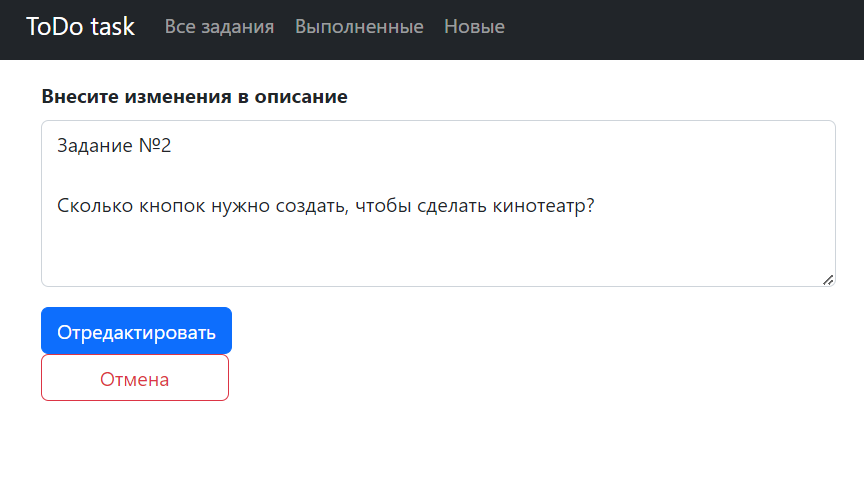 ToDo task Все задания Выполненные Новые
Внесите изменения в описание
Задание №2
Сколько кнопок нужно создать, чтобы сделать кинотеатр?
Отредактировать
Отмена